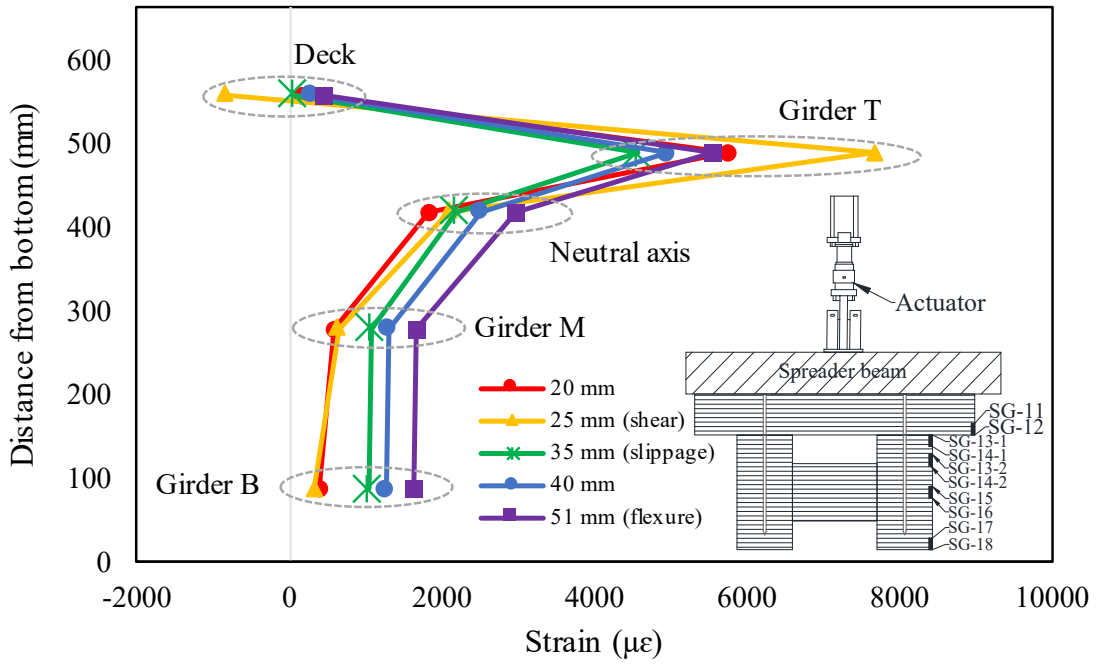 600
500
400
300
200
100
0
Distance from bottom (mm)
-2000
0
2000
4000
6000
8000
10000
Strain (με)
Deck
Girder T
Neutral axis
Girder M
Girder B
20 mm
25 mm (shear)
35 mm (slippage)
40 mm
51 mm (flexure)
Actuator
Spreader beam
SG-11
SG-12
SG-13-1
SG-14-1
SG-13-2
SG-14-2
SG-15
SG-16
SG-17
SG-18